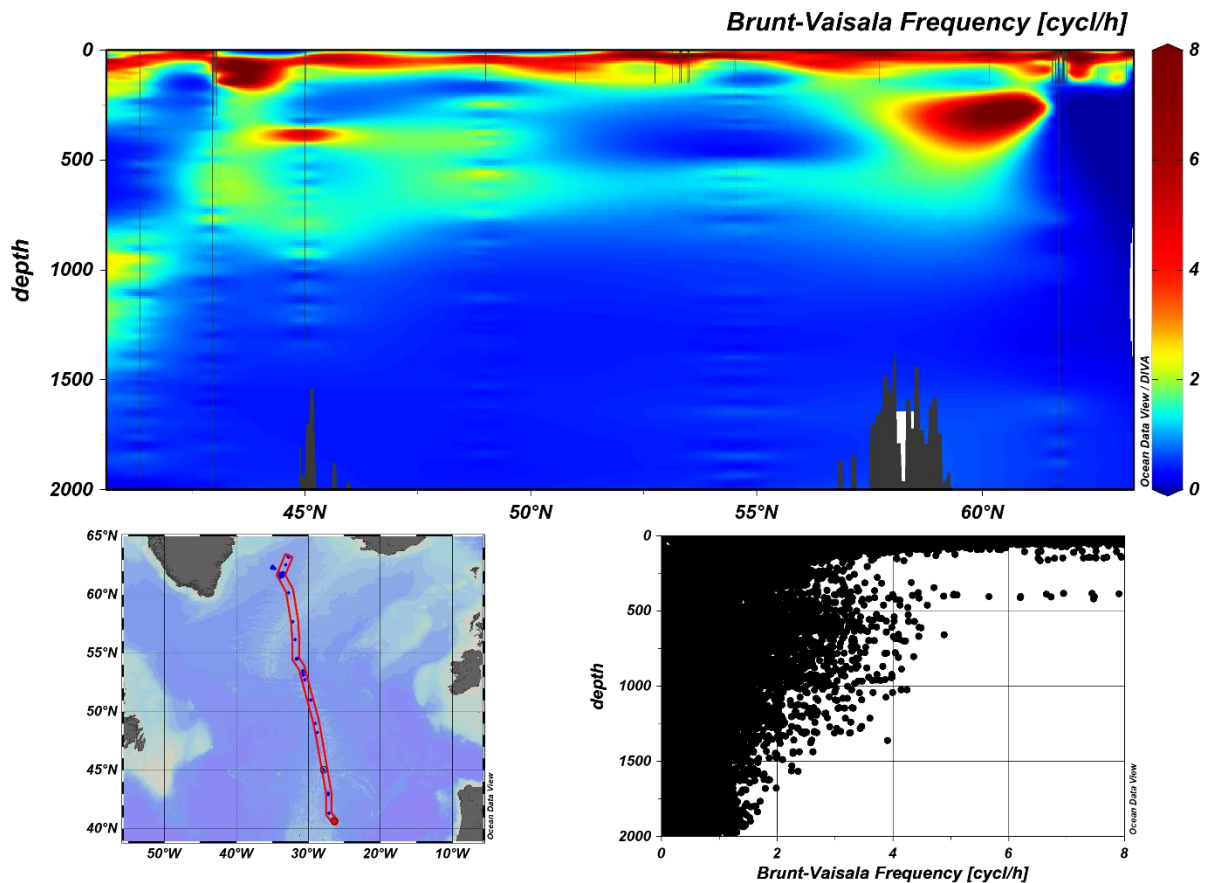 Brunt-Vaisala Frequency [cycl/h]
0
500
1000
1500
2000
depth
45°N
50°N
55°N
60°N
8
6
4
2
0
Ocean Data View / DIVA
65°N
60°N
55°N
50°N
45°N
40°N
50°W
40°W
30°W
20°W
10°W
Ocean Data View
0
500
1000
1500
2000
depth
0
2
4
6
8
Brunt-Vaisala Frequency [cycl/h]
Ocean Data View